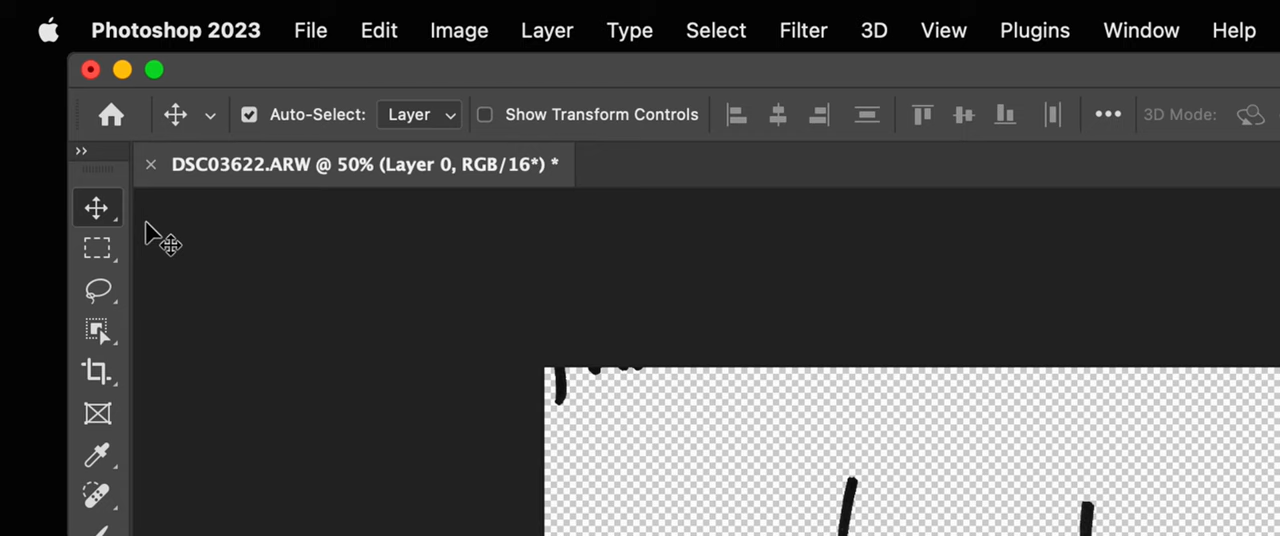 Photoshop 2023 File Edit Image Layer Type Select Filter 3D View Plugins Window Help
Auto-Select: Layer Show Transform Controls 3D Mode:
DSC03622.ARW @ 50% (Layer 0, RGB/16*) *